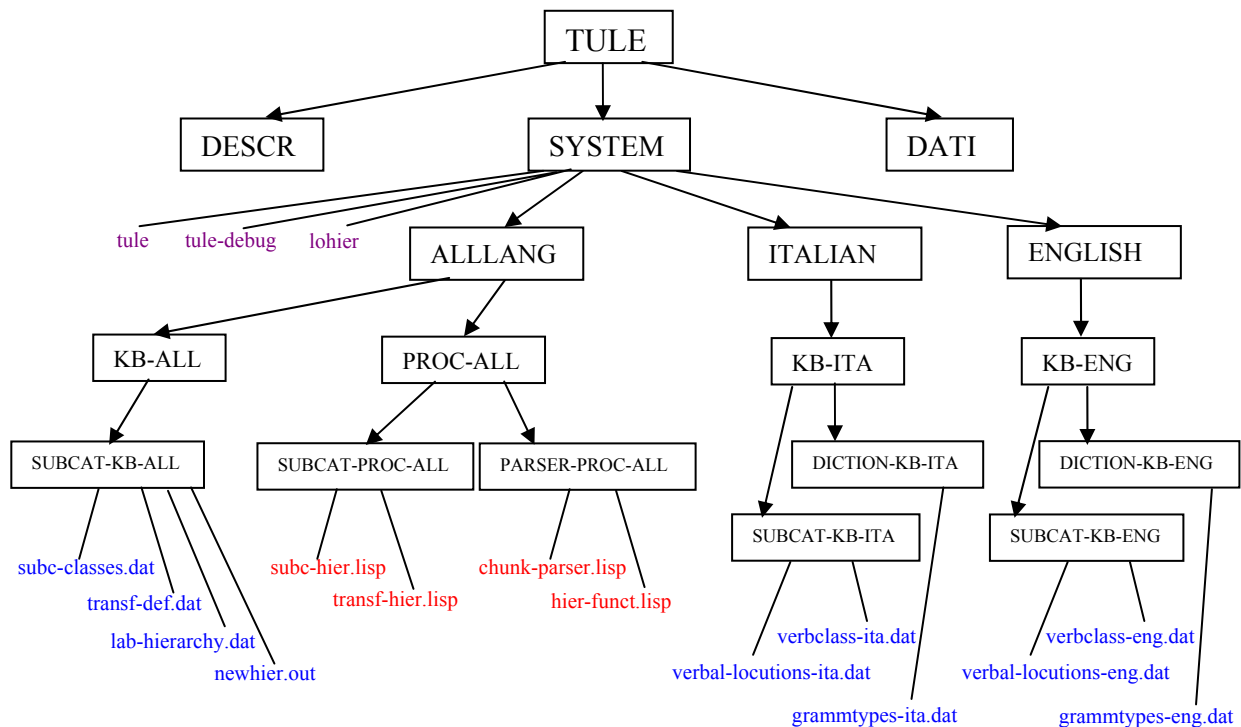 TULE
DESCR
SYSTEM
DATI
tule
tule-debug
lohier
ALLLANG
ITALIAN
ENGLISH
KB-ALL
PROC-ALL
KB-ITA
KB-ENG
SUBCAT-KB-ALL
SUBCAT-PROC-ALL
PARSER-PROC-ALL
DICTION-KB-ITA
DICTION-KB-ENG
SUBCAT-KB-ITA
SUBCAT-KB-ENG
subc-classes.dat
subc-hier.lisp
chunk-parser.lisp
transf-def.dat
transf-hier.lisp
hier-funct.lisp
lab-hierarchy.dat
verbclass-ita.dat
verbclass-eng.dat
newhier.out
verbal-locutions-ita.dat
verbal-locutions-eng.dat
grammtypes-ita.dat
grammtypes-eng.dat